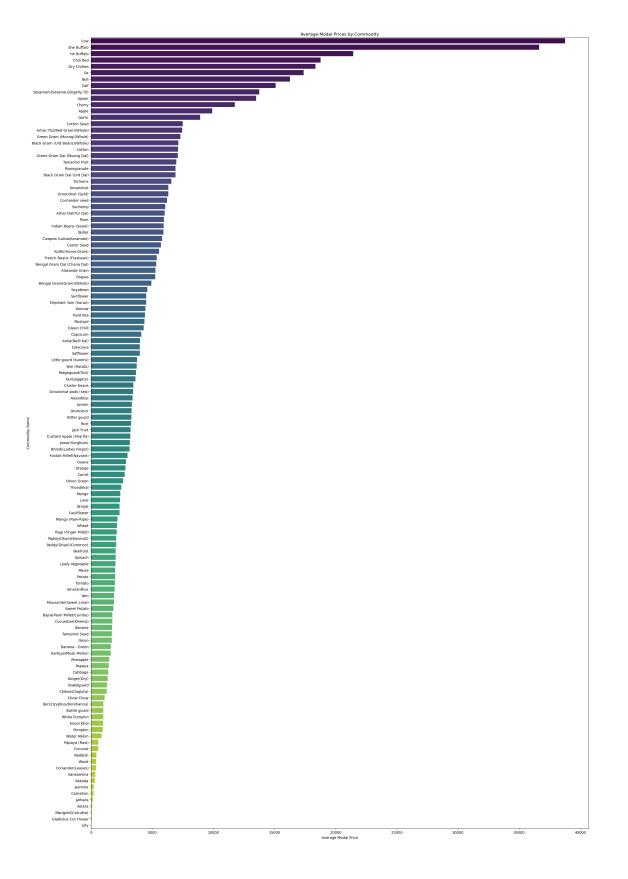 Average Modal Prices by Commodity
Cow
She Buffalo
He Buffalo
Chili Red
Dry Chillies
Ox
Bull
Calf
Sesamum(Sesame,Gingelly,Til)
Ajwan
Cherry
Apple
Garlic
Cotton Seed
Arhar (Tur/Red Gram)(Whole)
Green Gram (Moong)(Whole)
Black Gram (Urd Beans)(Whole)
Cotton
Green Gram Dal (Moong Dal)
Tamarind Fruit
Pomegranate
Black Gram Dal (Urd Dal)
Turmeric
Groundnut
Groundnut (Split)
Corriander seed
Sunhemp
Arhar Dal(Tur Dal)
Plum
Indian Beans (Seam)
Butter
Cowpea (Lobia/Karamani)
Castor Seed
Kulthi(Horse Gram)
French Beans (Frasbean)
Bengal Gram Dal (Chana Dal)
Alasande Gram
Grapes
Bengal Gram(Gram)(Whole)
Soyabean
Sunflower
Elephant Yam (Suran)
Kinnow
Field Pea
Mustard
Green Chilli
Capsicum
Amla(Nelli Kai)
Colacasia
Safflower
Little gourd (Kundru)
Yam (Ratalu)
Ridgeguard(Tori)
Gur(Jaggery)
Cluster beans
Groundnut pods (raw)
Alsandikai
Lemon
Drumstick
Bitter gourd
Rice
Jack Fruit
Custard Apple (Sharifa)
Jowar(Sorghum)
Bhindi(Ladies Finger)
Foxtail Millet(Navane)
Guava
Orange
Carrot
Onion Green
Thondekai
Mango
Lime
Brinjal
Cauliflower
Mango (Raw-Ripe)
Wheat
Ragi (Finger Millet)
Paddy(Dhan)(Basmati)
Paddy(Dhan)(Common)
Beetroot
Spinach
Leafy Vegetable
Maize
Potato
Tomato
Amaranthus
Yam
Mousambi(Sweet Lime)
Sweet Potato
Bajra(Pearl Millet/Cumbu)
Cucumbar(Kheera)
Banana
Tamarind Seed
Onion
Banana - Green
Karbuja(Musk Melon)
Pineapple
Papaya
Cabbage
Ginger(Dry)
Snakeguard
Chikoos(Sapota)
Chow Chow
Ber(Zizyphus/Borehannu)
Bottle gourd
White Pumpkin
Knool Khol
Pumpkin
Water Melon
Papaya (Raw)
Coconut
Raddish
Wood
Coriander(Leaves)
Kankambra
Kakada
Jasmine
Carnation
Jarbara
Astera
Marigold(Calcutta)
Gladiolus Cut Flower
Lilly
Commodity Name
0 5000 10000 15000 20000 25000 30000 35000 40000
Average Modal Price